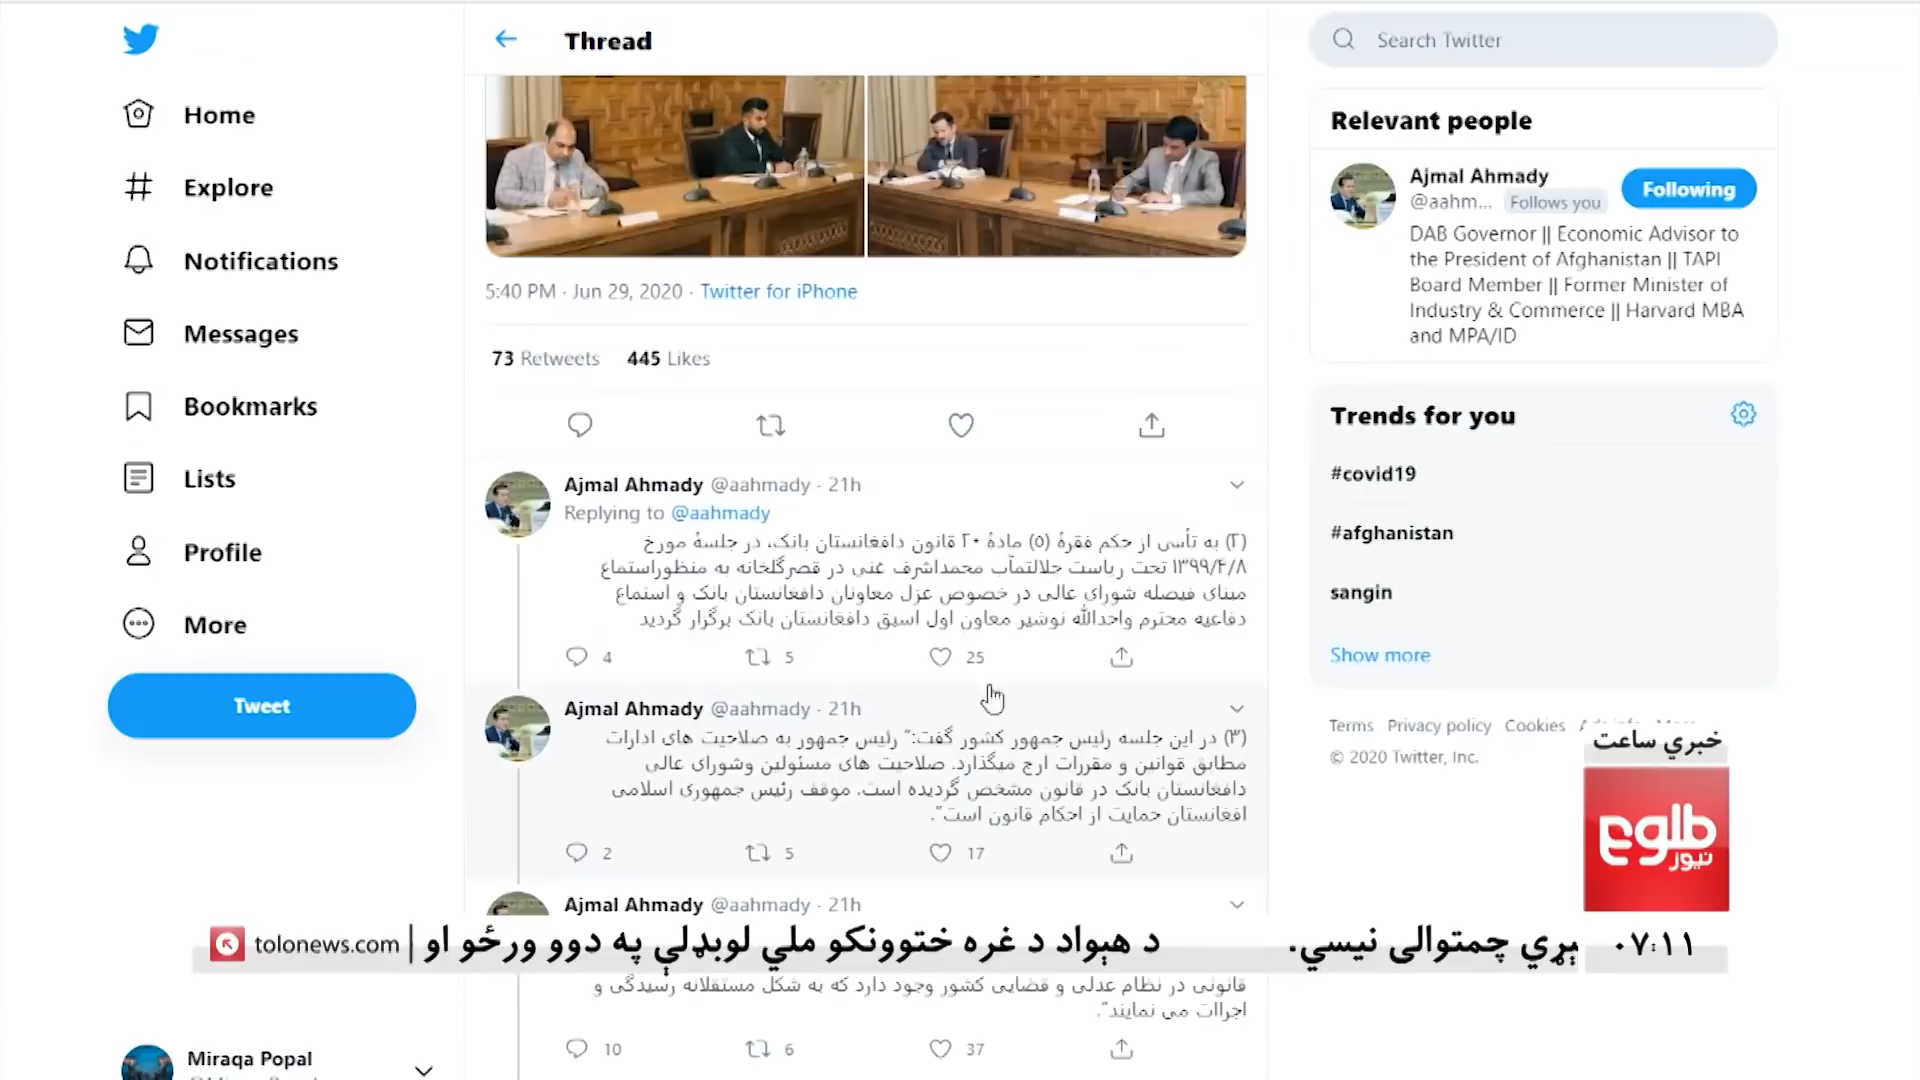 Home
Explore
Notifications
Messages
Bookmarks
Lists
Profile
More
Tweet
Miraqa Popal
Thread
5:40 PM · Jun 29, 2020 · Twitter for iPhone
73 Retweets 445 Likes
Ajmal Ahmady @aahmady · 21h
Replying to @aahmady
(۲) به تأسی از حکم فقرهٔ (۵) مادهٔ ۲۰ قانون دافغانستان بانک، در جلسهٔ مورخ
۱۳۹۹/۴/۸ تحت ریاست جلالتمآب محمداشرف غنی در قصرگلخانه به منظوراستماع
مبنای فیصله شورای عالی در خصوص عزل معاونان دافغانستان بانک و استماع
دفاعیه محترم واحدالله نوشیر معاون اول اسبق دافغانستان بانک برگزار گردید
4 5 25
Ajmal Ahmady @aahmady · 21h
(۳) در این جلسه رئیس جمهور کشور گفت:" رئیس جمهور به صلاحیت های ادارات
مطابق قوانین و مقررات ارج میگذارد. صلاحیت های مسئولین وشورای عالی
دافغانستان بانک در قانون مشخص گردیده است. موقف رئیس جمهوری اسلامی
افغانستان حمایت از احکام قانون است".
2 5 17
Ajmal Ahmady @aahmady · 21h
قانونی در نظام عدلی و قضایی کشور وجود دارد که به شکل مستقلانه رسیدگی و
اجراات می نمایند".
10 6 37
Search Twitter
Relevant people
Ajmal Ahmady
@aahm... Follows you
Following
DAB Governor || Economic Advisor to
the President of Afghanistan || TAPI
Board Member || Former Minister of
Industry & Commerce || Harvard MBA
and MPA/ID
Trends for you
#covid19
#afghanistan
sangin
Show more
Terms Privacy policy Cookies
© 2020 Twitter, Inc.
خبري ساعت
طلوع
نیوز
۰۷:۱۱
چمتوالی نیسي.
د هېواد د غره ختوونکو ملي لوبډلې په دوو ورځو او
tolonews.com